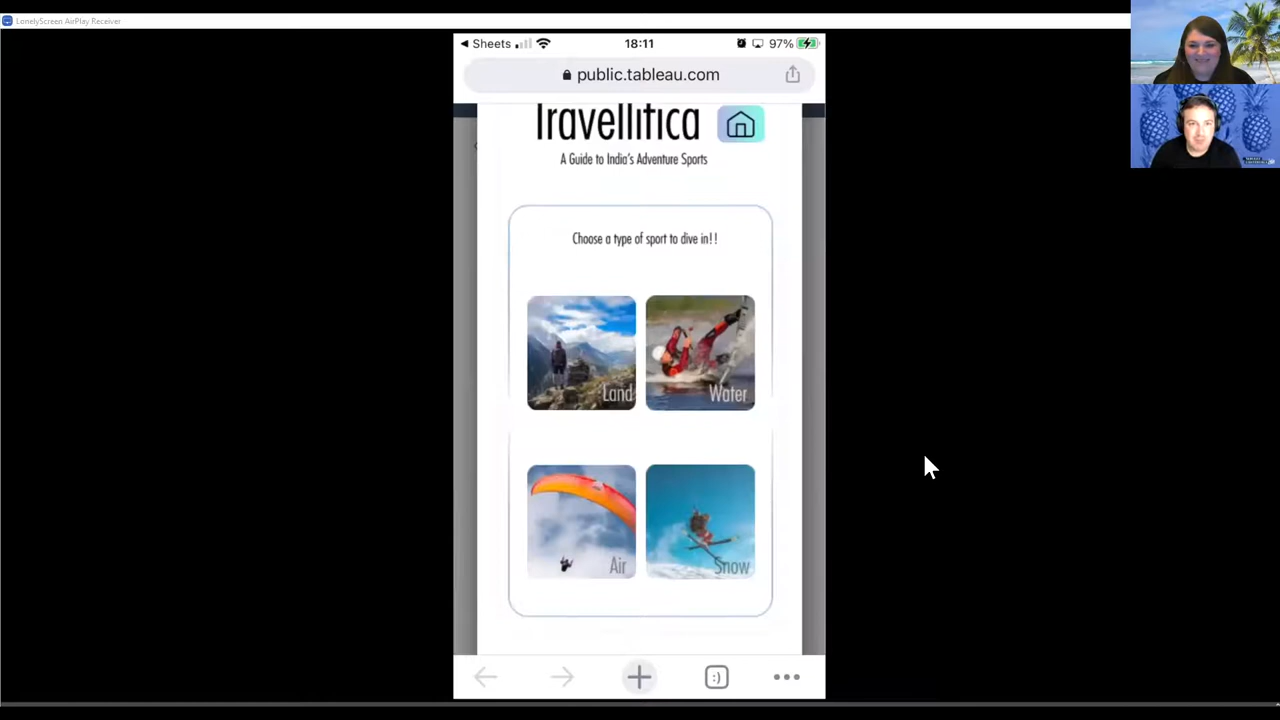 LonelyScreen AirPlay Receiver
Sheets
18:11
97%
public.tableau.com
Travellitica
A Guide to India's Adventure Sports
Choose a type of sport to dive in!!
Land
Water
Air
Snow
:)